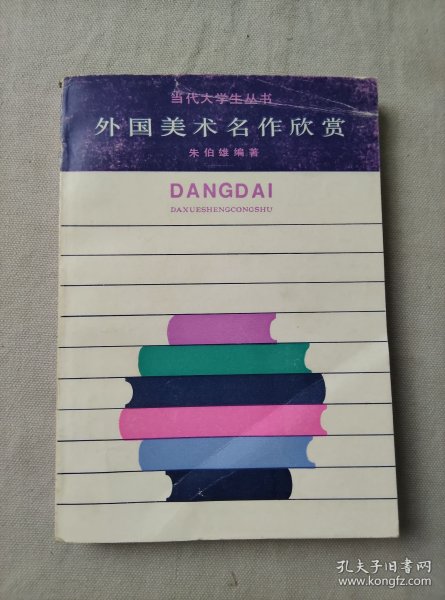 当代大学生丛书
外国美术名作欣赏
朱伯雄编著
DANGDAI
DAXUESHENGCONGSHU
孔夫子旧书网
www.kongfz.com